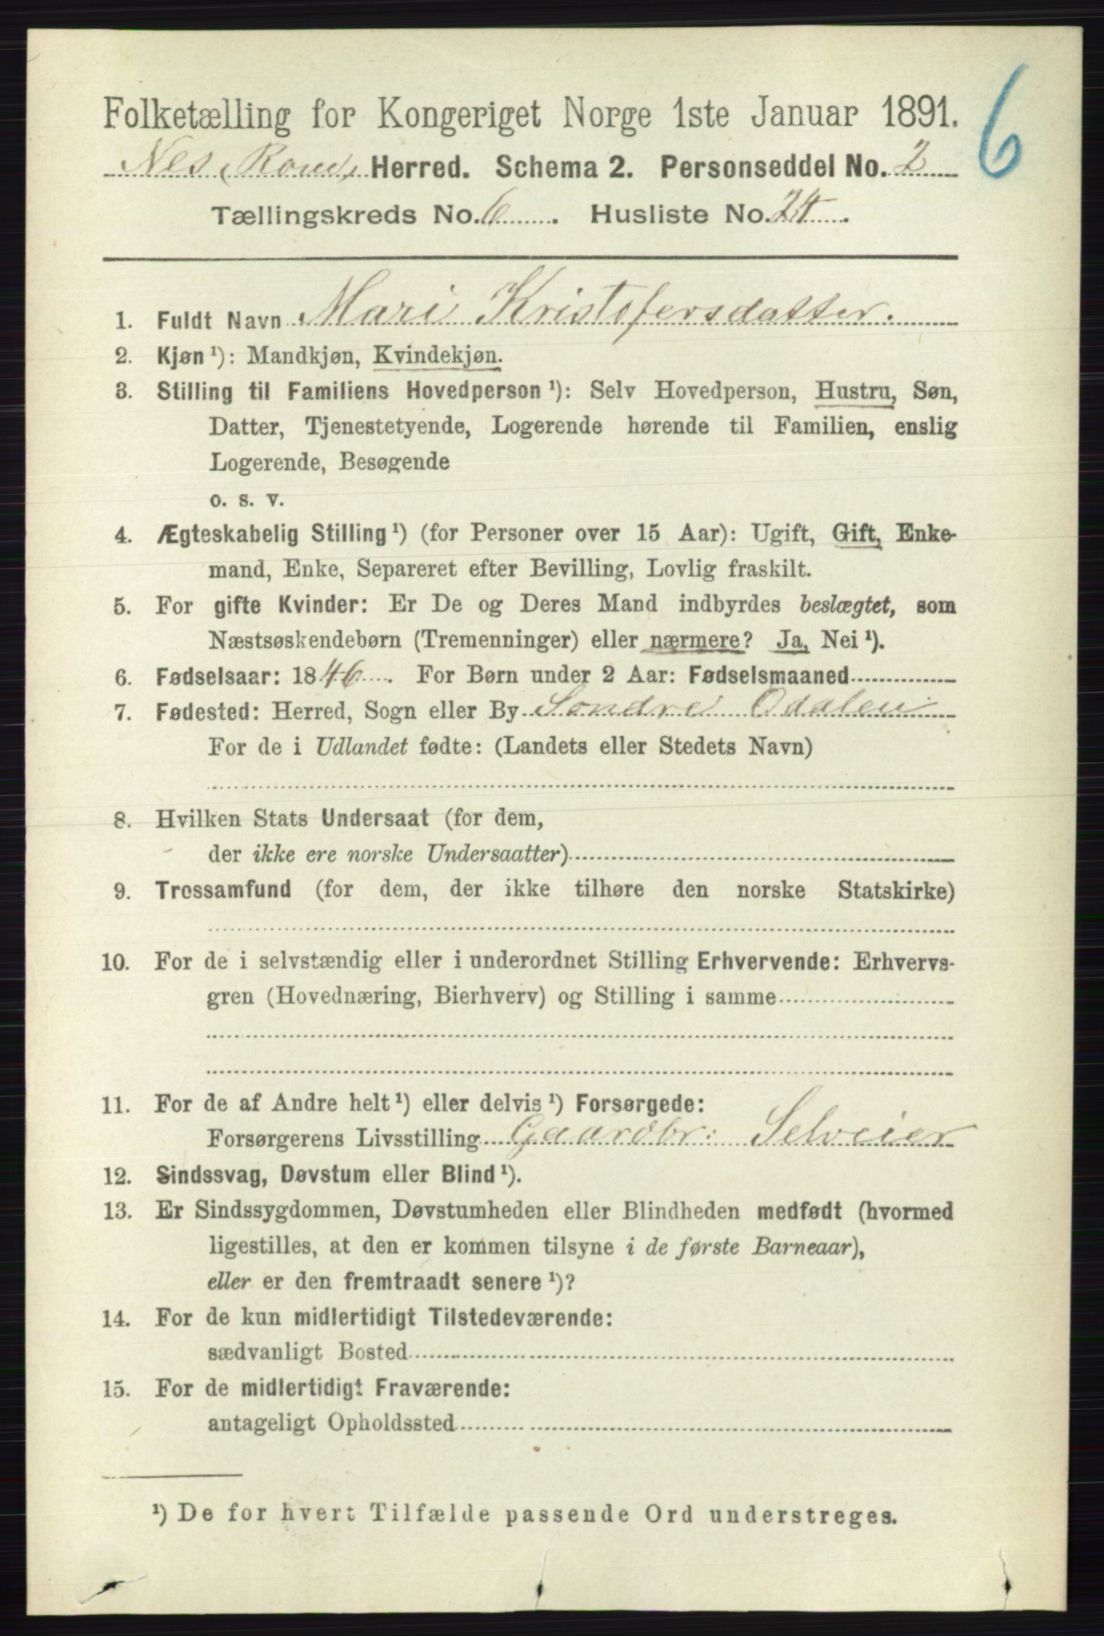 6
Folketælling for Kongeriget Norge 1ste Januar 1891.
Nes (Rom.) Herred. Schema 2. Personseddel No. 2
Tællingskreds No. 6. Husliste No. 24.
1. Fuldt Navn Mari Kristofersdatter.
2. Kjøn ¹): Mandkjøn, Kvindekjøn.
3. Stilling til Familiens Hovedperson ¹): Selv Hovedperson, Hustru, Søn,
Datter, Tjenestetyende, Logerende hørende til Familien, enslig
Logerende, Besøgende
o. s. v.
4. Ægteskabelig Stilling ¹) (for Personer over 15 Aar): Ugift, Gift, Enke-
mand, Enke, Separeret efter Bevilling, Lovlig fraskilt.
5. For gifte Kvinder: Er De og Deres Mand indbyrdes beslægtet, som
Næstsøskendebørn (Tremenninger) eller nærmere? Ja, Nei ¹).
6. Fødselsaar: 1846. For Børn under 2 Aar: Fødselsmaaned
7. Fødested: Herred, Sogn eller By Søndre Odalen
For de i Udlandet fødte: (Landets eller Stedets Navn)
8. Hvilken Stats Undersaat (for dem,
der ikke ere norske Undersaatter)
9. Trossamfund (for dem, der ikke tilhøre den norske Statskirke)
10. For de i selvstændig eller i underordnet Stilling Erhvervende: Erhvervs-
gren (Hovednæring, Bierhverv) og Stilling i samme
11. For de af Andre helt ¹) eller delvis ¹) Forsørgede:
Forsørgerens Livsstilling Gaardbr: Selveier
12. Sindssvag, Døvstum eller Blind ¹).
13. Er Sindssygdommen, Døvstumheden eller Blindheden medfødt (hvormed
ligestilles, at den er kommen tilsyne i de første Barneaar),
eller er den fremtraadt senere ¹)?
14. For de kun midlertidigt Tilstedeværende:
sædvanligt Bosted
15. For de midlertidigt Fraværende:
antageligt Opholdssted
¹) De for hvert Tilfælde passende Ord understreges.